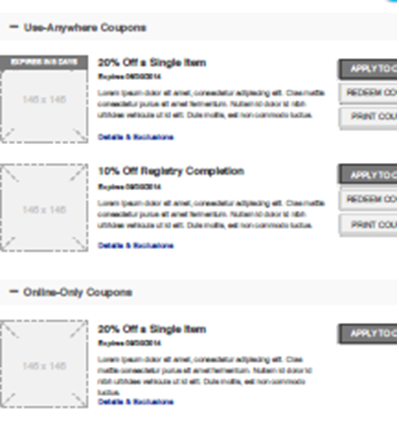 Use-Anywhere Coupons
EXPIRES IN 5 DAYS
20% Off a Single Item
APPLY TO C
Expires 09/30/2014
146 x 146
Lorem ipsum dolor sit amet, consectetur adipiscing elt. Cras mattis
REDEEM CO
consectetur purus sit amet fermentum. Nullam id dolor id nibh
ultricies vehicula ut id elit. Duis mollis, est non commodo luctus.
PRINT COU
Details & Exclusions
10% Off Registry Completion
APPLY TO C
Expires 09/30/2014
146 x 146
Lorem ipsum dolor sit amet, consectetur adipiscing elt. Cras mattis
REDEEM CO
consectetur purus sit amet fermentum. Nullam id dolor id nibh
ultricies vehicula ut id elit. Duis mollis, est non commodo luctus.
PRINT COU
Details & Exclusions
Online-Only Coupons
20% Off a Single Item
APPLY TO C
Expires 09/30/2014
146 x 146
Lorem ipsum dolor sit amet, consectetur adipiscing elit. Cras
mattis consectetur purus sit amet fermentum. Nullam id dolor id
nibh ultricies vehicula ut id elit. Duis mollis, est non commodo
luctus.
Details & Exclusions